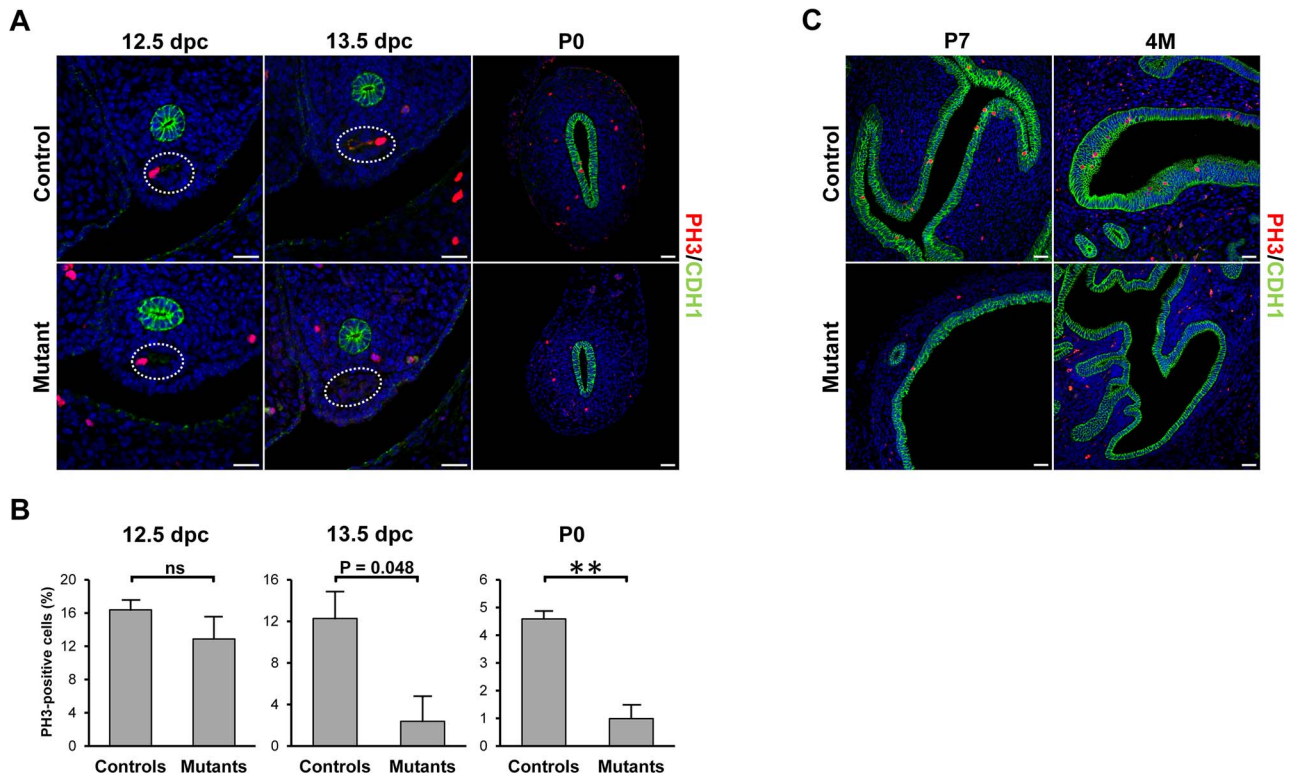 A
12.5 dpc
13.5 dpc
P0
Control
Mutant
PH3/CDH1
C
P7
4M
Control
Mutant
PH3/CDH1
B
12.5 dpc
13.5 dpc
P0
PH3-positive cells (%)
ns
20
16
12
8
4
0
Controls
Mutants
P = 0.048
16
12
8
4
0
Controls
Mutants
**
6
5
4
3
2
1
0
Controls
Mutants